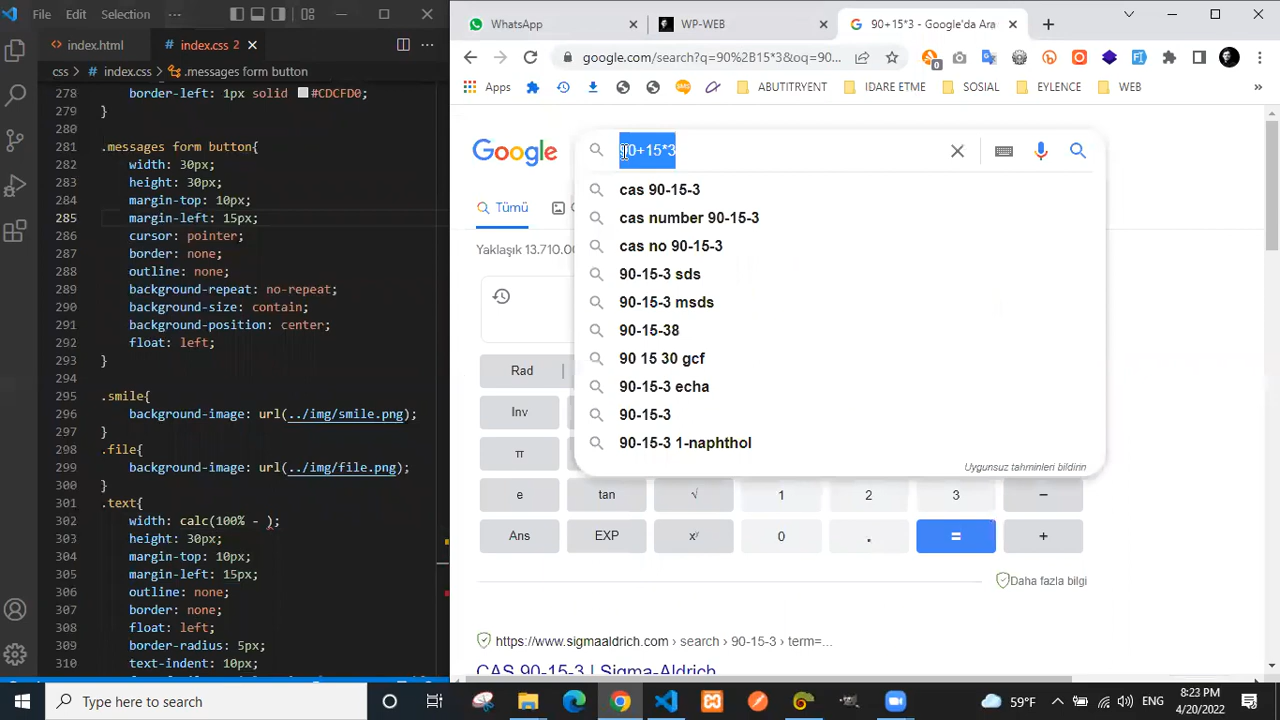 File Edit Selection
index.html
index.css 2
css > index.css > .messages form button
278 border-left: 1px solid #CDCFD0;
279 }
280
281 .messages form button{
282 width: 30px;
283 height: 30px;
284 margin-top: 10px;
285 margin-left: 15px;
286 cursor: pointer;
287 border: none;
288 outline: none;
289 background-repeat: no-repeat;
290 background-size: contain;
291 background-position: center;
292 float: left;
293 }
294
295 .smile{
296 background-image: url(../img/smile.png);
297 }
298 .file{
299 background-image: url(../img/file.png);
300 }
301 .text{
302 width: calc(100% - );
303 height: 30px;
304 margin-top: 10px;
305 margin-left: 15px;
306 outline: none;
307 border: none;
308 float: left;
309 border-radius: 5px;
310 text-indent: 10px;
WhatsApp
WP-WEB
90+15*3 - Google'da Ara
google.com/search?q=90%2B15*3&oq=90...
0
Apps
ABUTITRYENT
IDARE ETME
SOSIAL
EYLENCE
WEB
Google
90+15*3
cas 90-15-3
cas number 90-15-3
cas no 90-15-3
90-15-3 sds
90-15-3 msds
90-15-38
90 15 30 gcf
90-15-3 echa
90-15-3
90-15-3 1-naphthol
Uygunsuz tahminleri bildirin
Tümü
Yaklaşık 13.710.00
Rad
Inv
π
e tan √ 1 2 3 −
Ans EXP xʸ 0 . = +
Daha fazla bilgi
https://www.sigmaaldrich.com › search › 90-15-3 › term=...
CAS 90-15-3 | Sigma-Aldrich
Type here to search
59°F
ENG
8:23 PM
4/20/2022